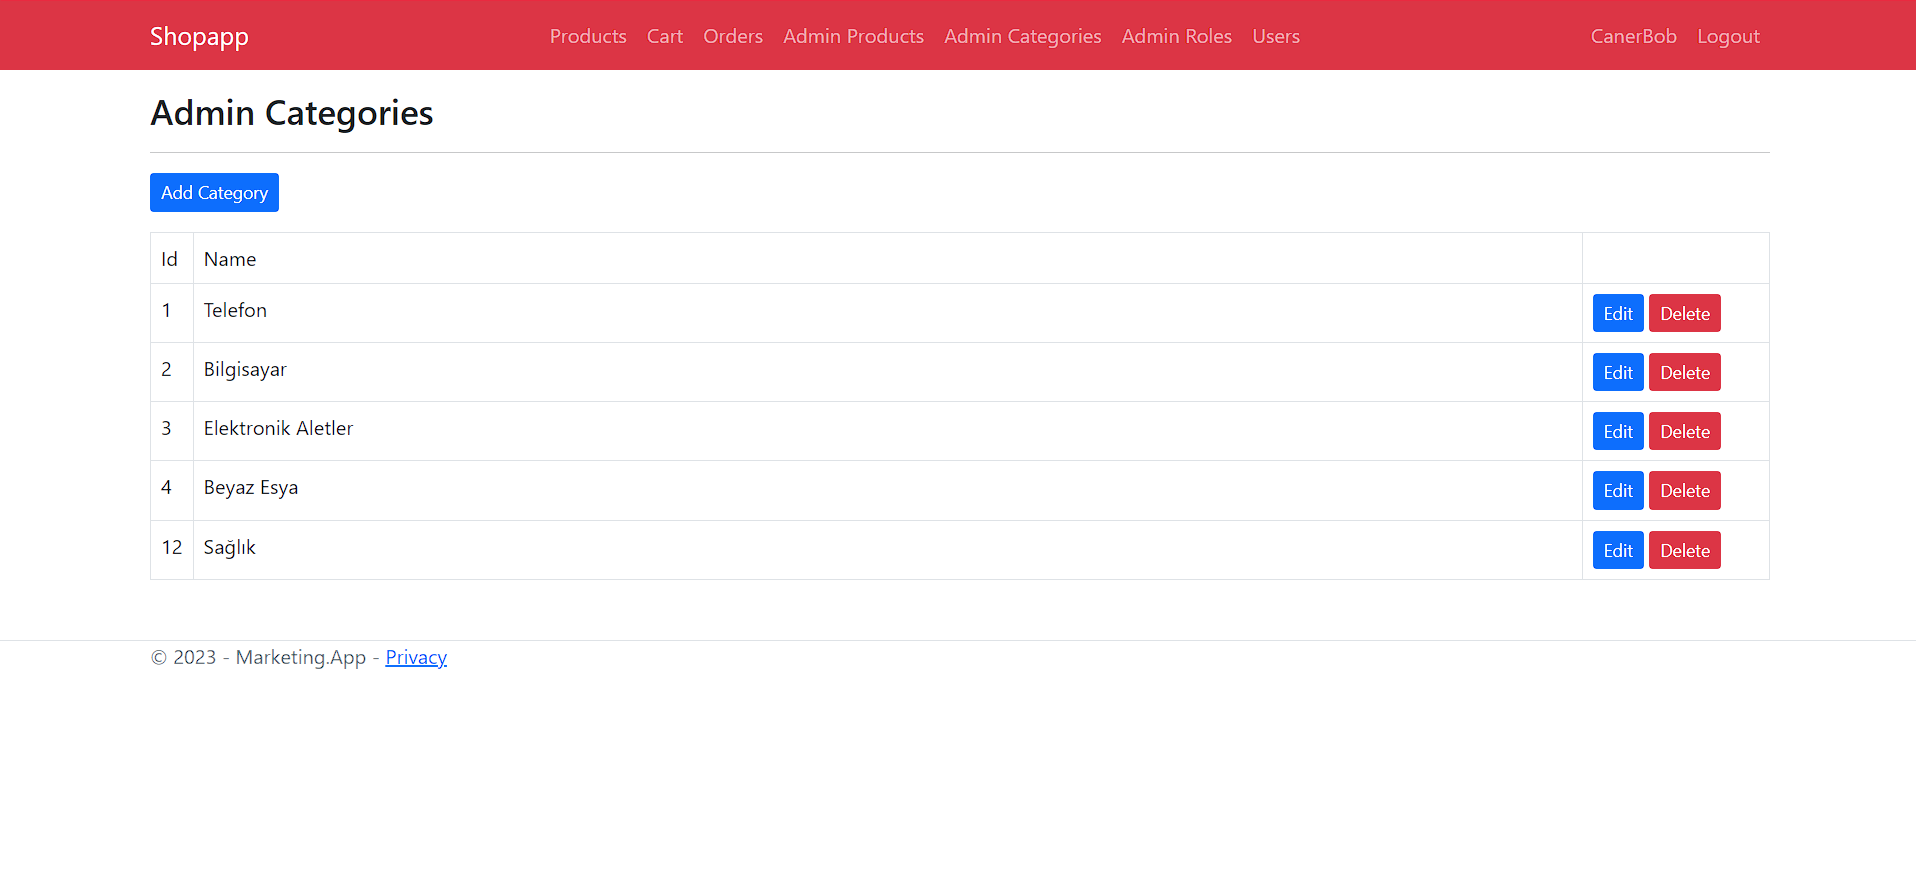 Shopapp Products Cart Orders Admin Products Admin Categories Admin Roles Users CanerBob Logout
Admin Categories
Add Category
Id Name
1 Telefon Edit Delete
2 Bilgisayar Edit Delete
3 Elektronik Aletler Edit Delete
4 Beyaz Esya Edit Delete
12 Sağlık Edit Delete
© 2023 - Marketing.App - Privacy